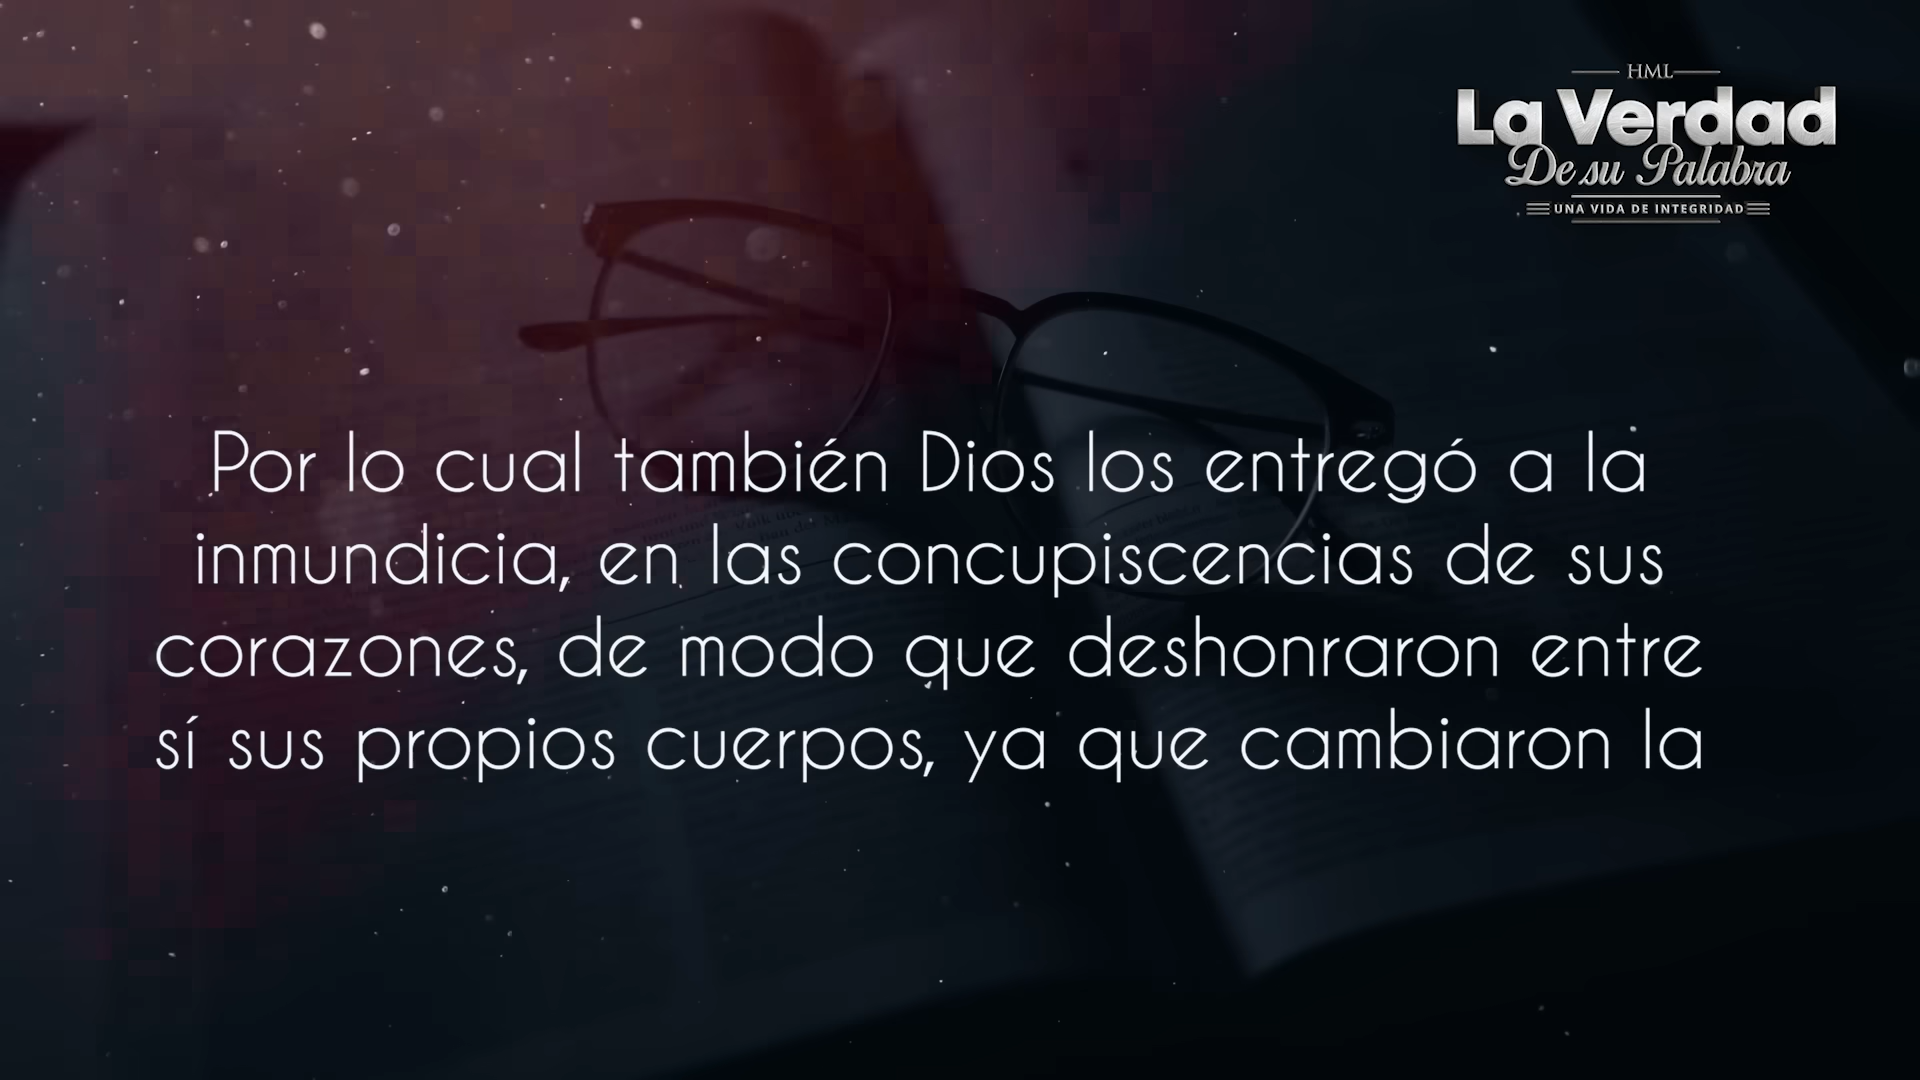 HML
La Verdad
De su Palabra
UNA VIDA DE INTEGRIDAD
Por lo cual también Dios los entregó a la
inmundicia, en las concupiscencias de sus
corazones, de modo que deshonraron entre
sí sus propios cuerpos, ya que cambiaron la